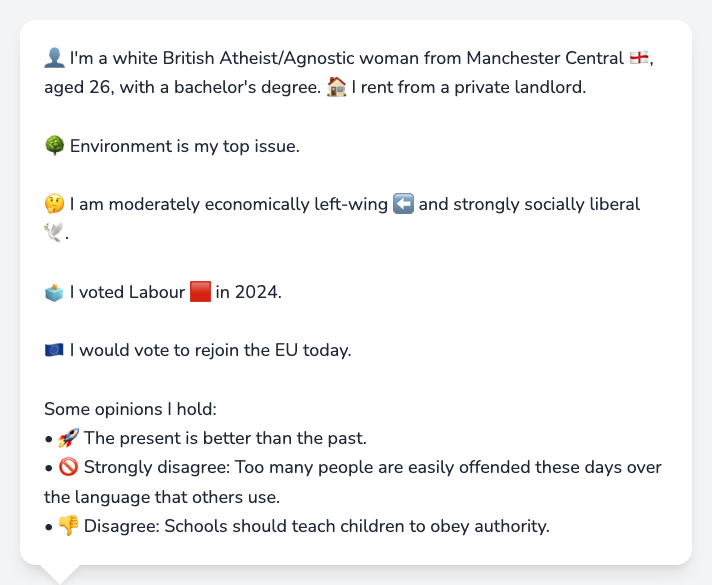 👤 I'm a white British Atheist/Agnostic woman from Manchester Central 🏴󠁧󠁢󠁥󠁮󠁧󠁿,
aged 26, with a bachelor's degree. 🏠 I rent from a private landlord.
🌳 Environment is my top issue.
🤔 I am moderately economically left-wing ⬅️ and strongly socially liberal
🕊️.
🗳️ I voted Labour 🟥 in 2024.
🇪🇺 I would vote to rejoin the EU today.
Some opinions I hold:
• 🚀 The present is better than the past.
• 🚫 Strongly disagree: Too many people are easily offended these days over
the language that others use.
• 👎 Disagree: Schools should teach children to obey authority.